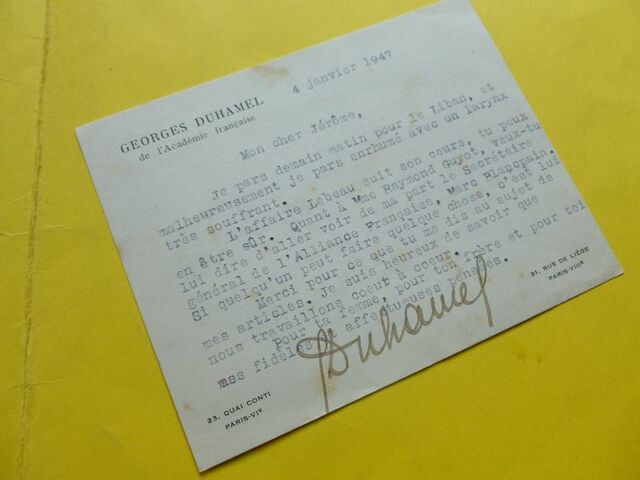 GEORGES DUHAMEL
de l'Académie française
4 janvier 1947
Mon cher Jérôme,
Je pars demain matin pour le Liban, et
malheureusement je pars enrhumé avec un larynx
très souffrant.
L'affaire Lebeau suit son cours, tu peux
en être sûr. Quant à Mme Raymond Guyot, veux-tu
lui dire d'aller voir de ma part le Secrétaire
général de l'Alliance Française, Marc Blancpain.
Si quelqu'un peut faire quelque chose, c'est lui
Merci pour ce que tu me dis au sujet de
mes articles. Je suis heureux de savoir que
nous travaillons coeur à coeur.
Pour ta femme, pour ton frère et pour toi
mes fidèles et affectueuses pensées.
Duhamel
23, QUAI CONTI
PARIS-VIe
31, RUE DE LIÈGE
PARIS-VIIIe